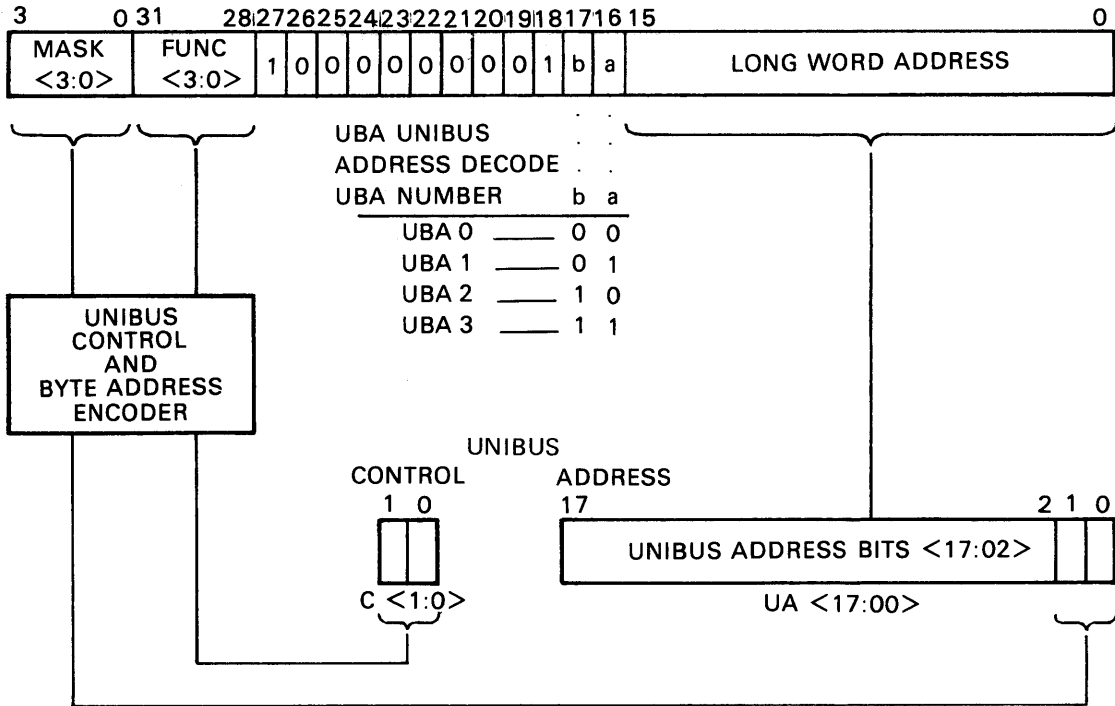 3 0 31 28 27 26 25 24 23 22 21 20 19 18 17 16 15 0
MASK <3:0> FUNC <3:0> 1 0 0 0 0 0 0 0 0 1 b a LONG WORD ADDRESS
UBA UNIBUS . .
ADDRESS DECODE . .
UBA NUMBER b a
UBA 0 0 0
UBA 1 0 1
UBA 2 1 0
UBA 3 1 1
UNIBUS
CONTROL
AND
BYTE ADDRESS
ENCODER
UNIBUS
CONTROL ADDRESS
1 0 17 2 1 0
UNIBUS ADDRESS BITS <17:02>
C <1:0> UA <17:00>